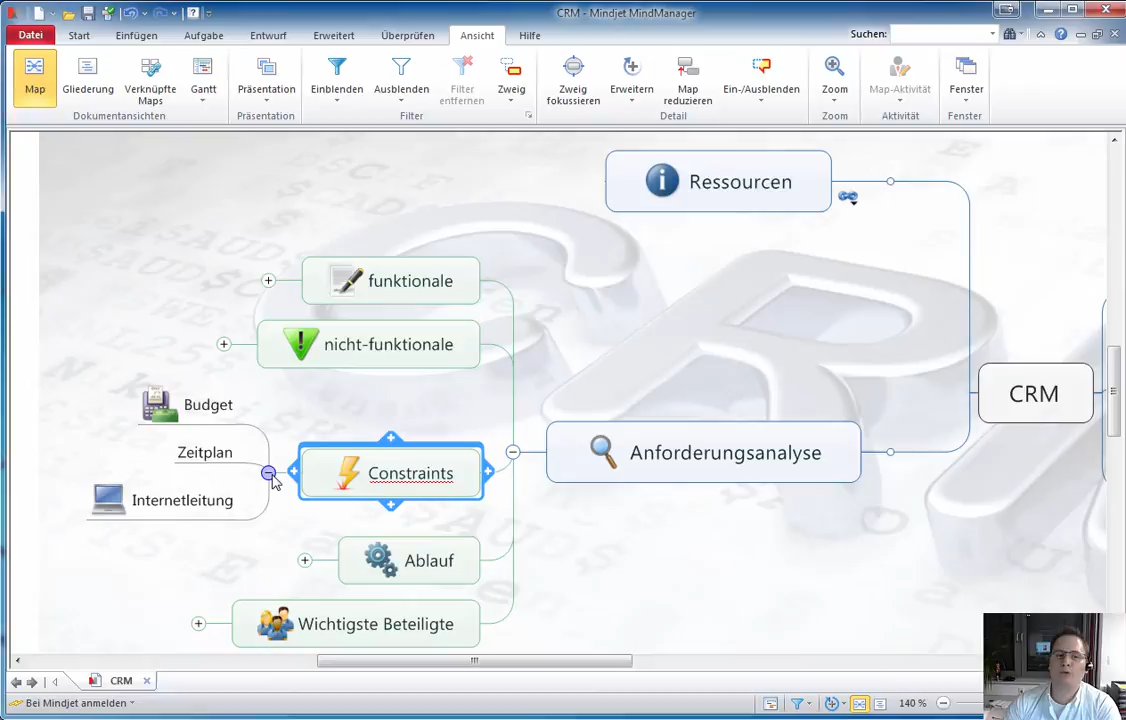 CRM - Mindjet MindManager
Datei Start Einfügen Aufgabe Entwurf Erweitert Überprüfen Ansicht Hilfe Suchen:
Map Gliederung Verknüpfte Maps Gantt Präsentation Einblenden Ausblenden Filter entfernen Zweig Zweig fokussieren Erweitern Map reduzieren Ein-/Ausblenden Zoom Map-Aktivität Fenster
Dokumentansichten Präsentation Filter Detail Zoom Aktivität Fenster
Ressourcen
funktionale
nicht-funktionale
Budget
CRM
Zeitplan
Anforderungsanalyse
Constraints
Internetleitung
Ablauf
Wichtigste Beteiligte
CRM
Bei Mindjet anmelden
140 %